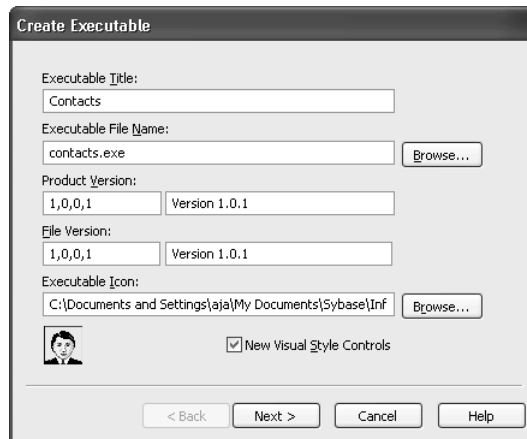 Create Executable
Executable Title:
Contacts
Executable File Name:
contacts.exe
Browse...
Product Version:
1,0,0,1 Version 1.0.1
File Version:
1,0,0,1 Version 1.0.1
Executable Icon:
C:\Documents and Settings\aja\My Documents\Sybase\Inf
Browse...
New Visual Style Controls
< Back Next > Cancel Help